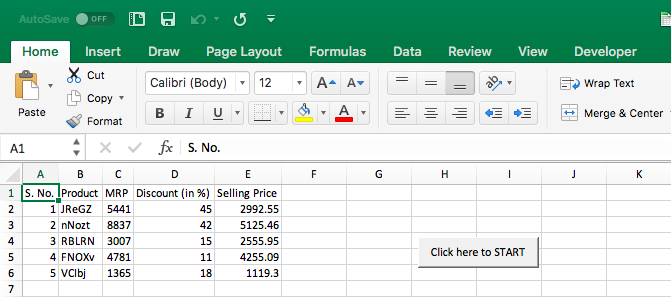 AutoSave OFF
Home Insert Draw Page Layout Formulas Data Review View Developer
Cut
Calibri (Body) 12 A A Wrap Text
Copy
Paste Format B I U A Merge & Center
A1 fx S. No.
A B C D E F G H I J K
1 S. No. Product MRP Discount (in %) Selling Price
2 1 JReGZ 5441 45 2992.55
3 2 nNozt 8837 42 5125.46
4 3 RBLRN 3007 15 2555.95
5 4 FNOXv 4781 11 4255.09
Click here to START
6 5 VClbj 1365 18 1119.3
7